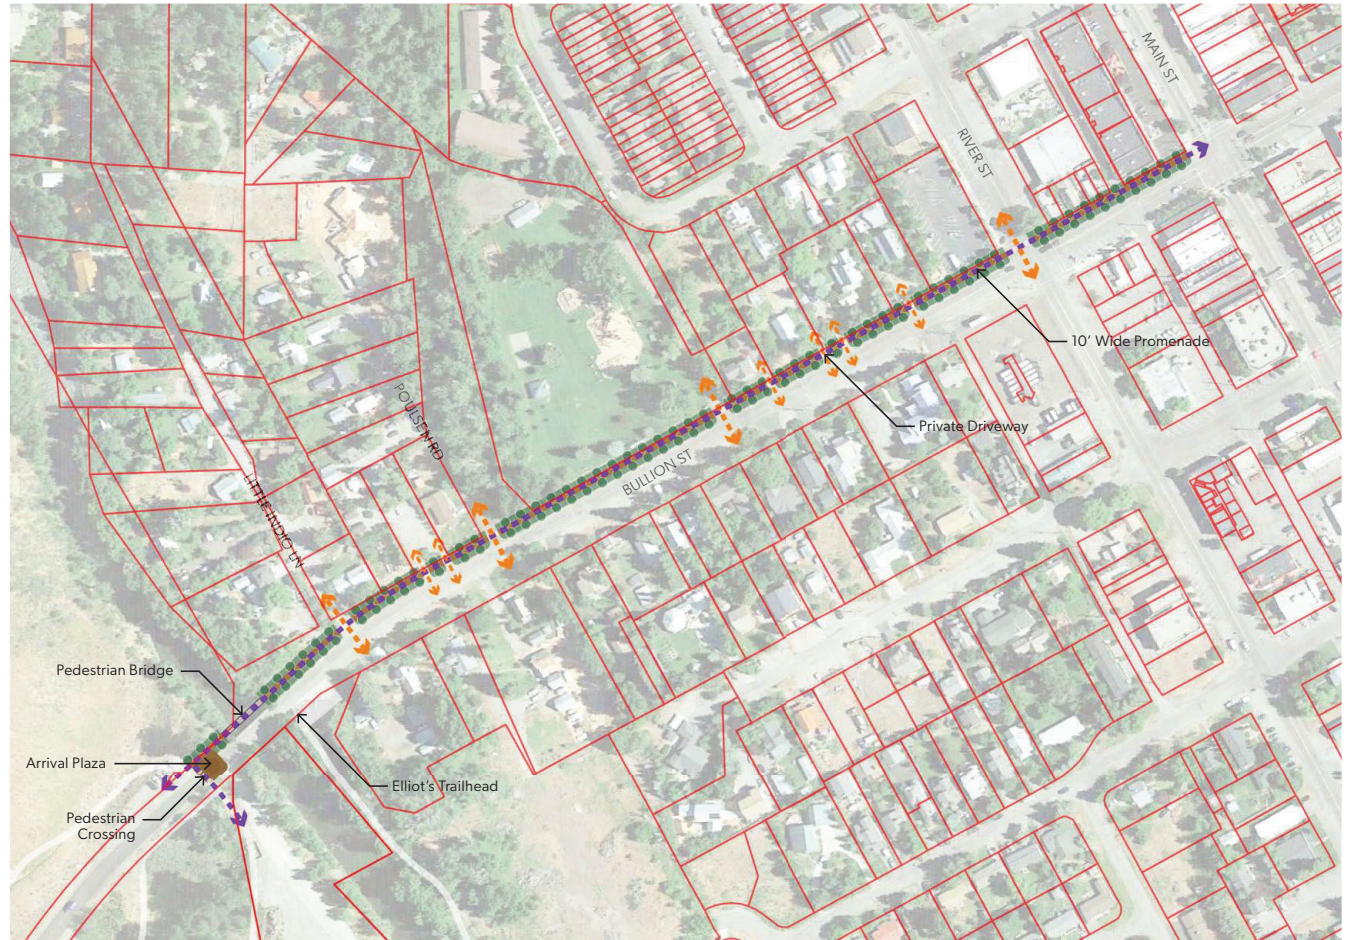 MAIN ST
RIVER ST
10’ Wide Promenade
POULSEN RD
Private Driveway
BULLION ST
LITTLE INDIO LN
Pedestrian Bridge
Arrival Plaza
Elliot’s Trailhead
Pedestrian
Crossing